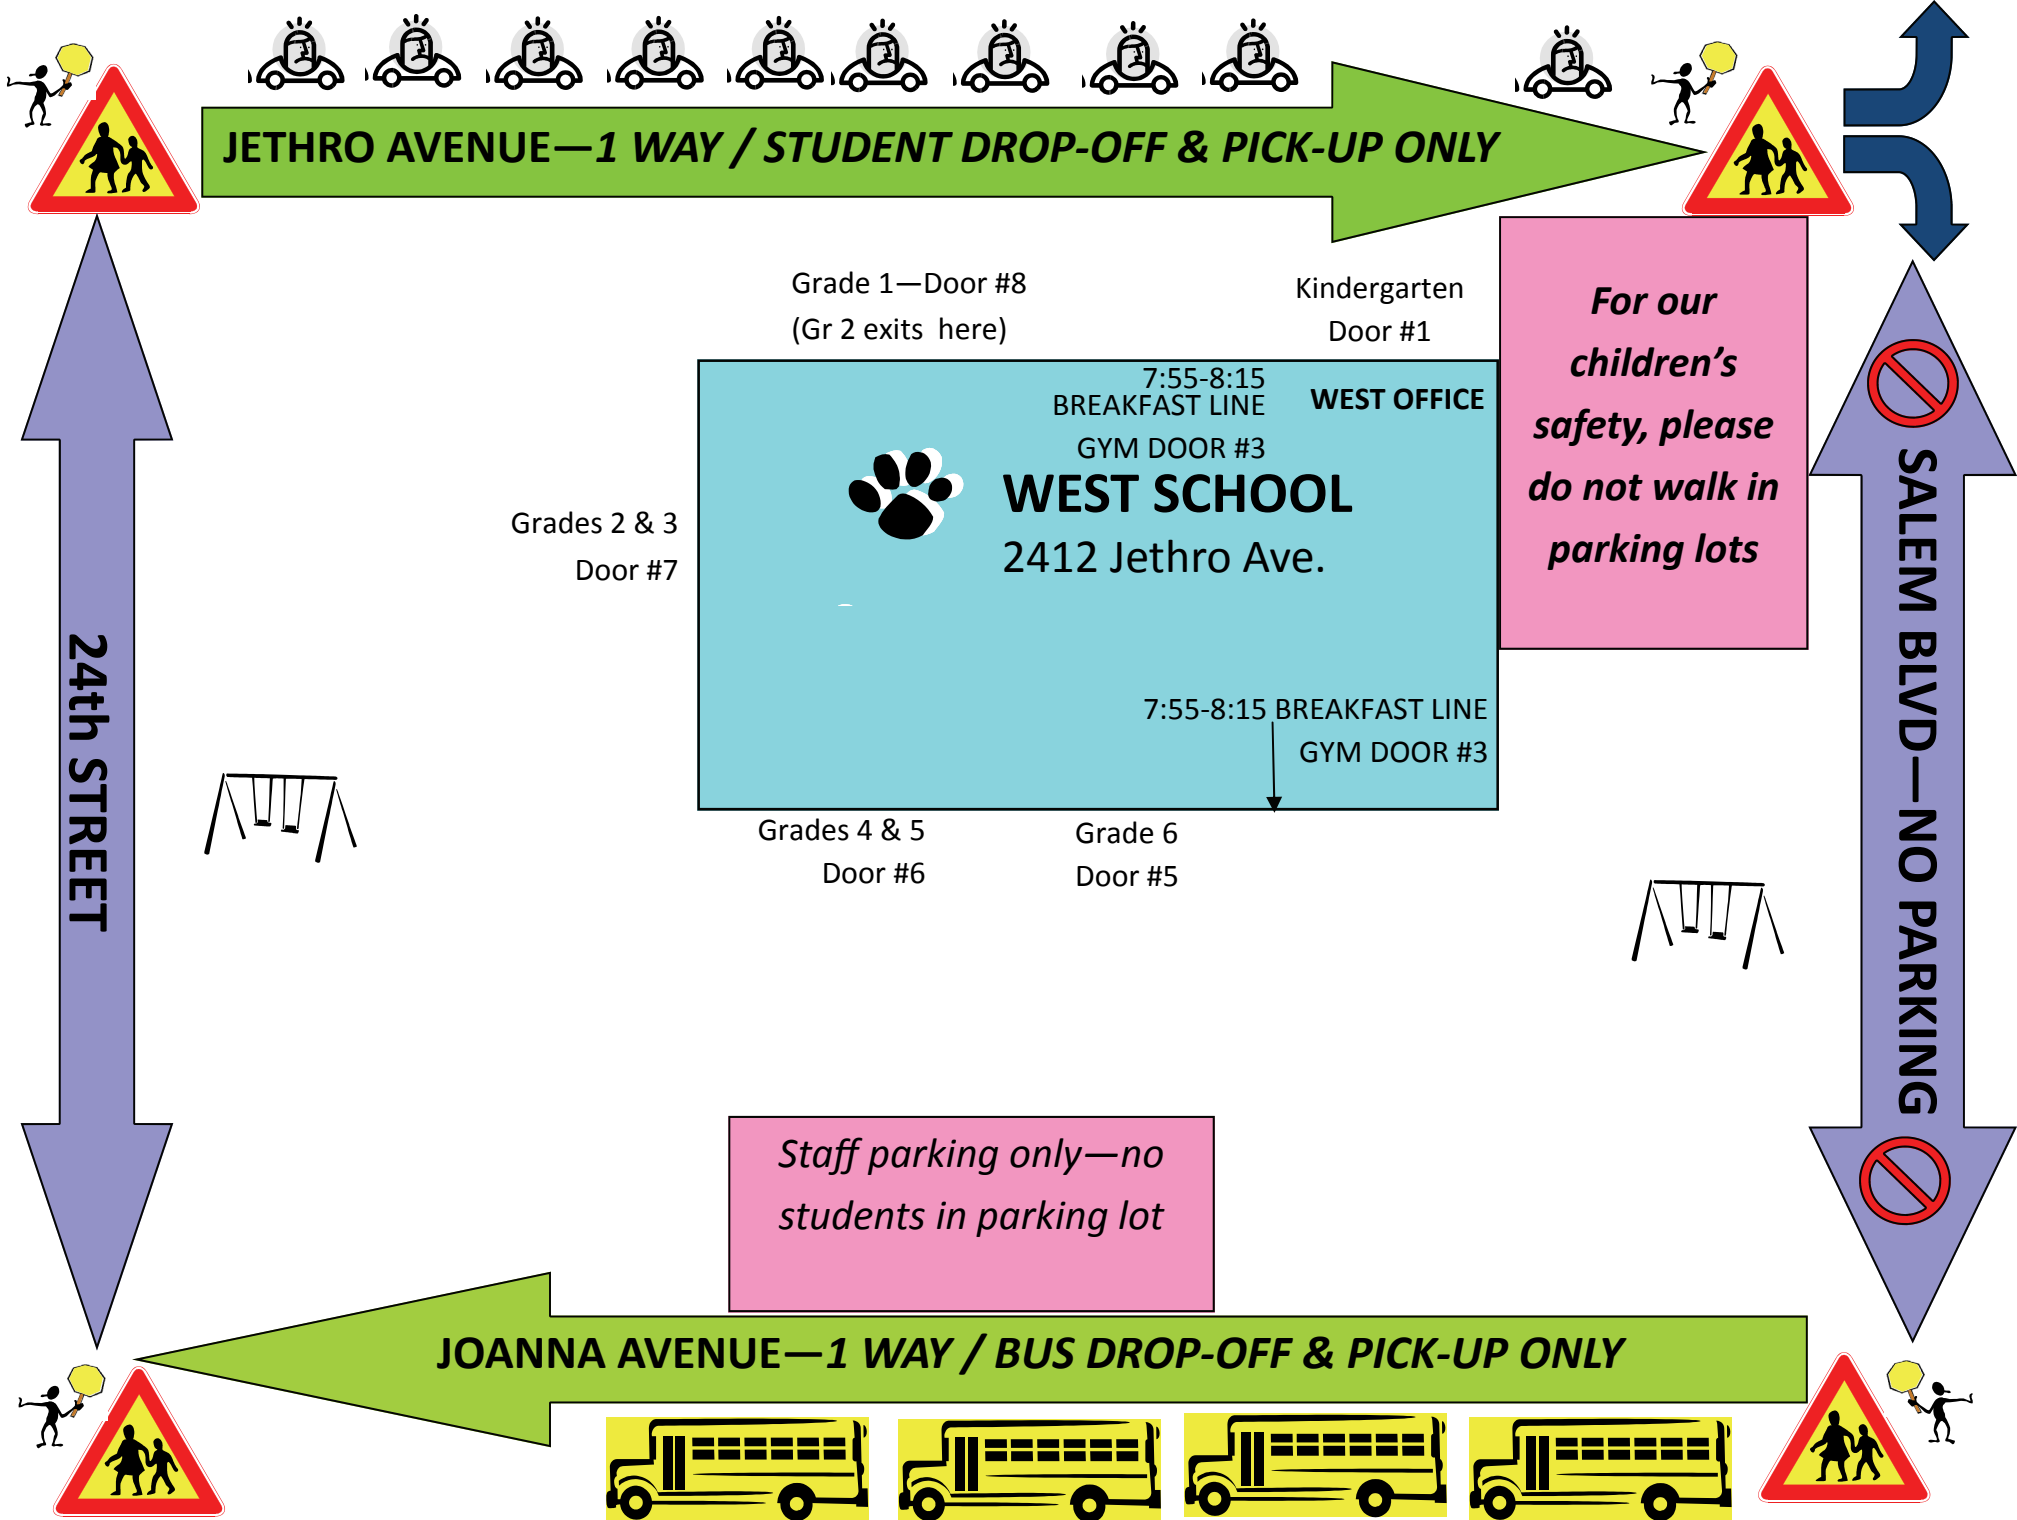 JETHRO AVENUE—1 WAY / STUDENT DROP-OFF & PICK-UP ONLY
Grade 1—Door #8
(Gr 2 exits here)
Kindergarten
Door #1
For our
children’s
safety, please
do not walk in
parking lots
7:55-8:15
BREAKFAST LINE
GYM DOOR #3
WEST OFFICE
WEST SCHOOL
2412 Jethro Ave.
Grades 2 & 3
Door #7
24th STREET
SALEM BLVD—NO PARKING
7:55-8:15 BREAKFAST LINE
GYM DOOR #3
Grades 4 & 5
Door #6
Grade 6
Door #5
Staff parking only—no
students in parking lot
JOANNA AVENUE—1 WAY / BUS DROP-OFF & PICK-UP ONLY